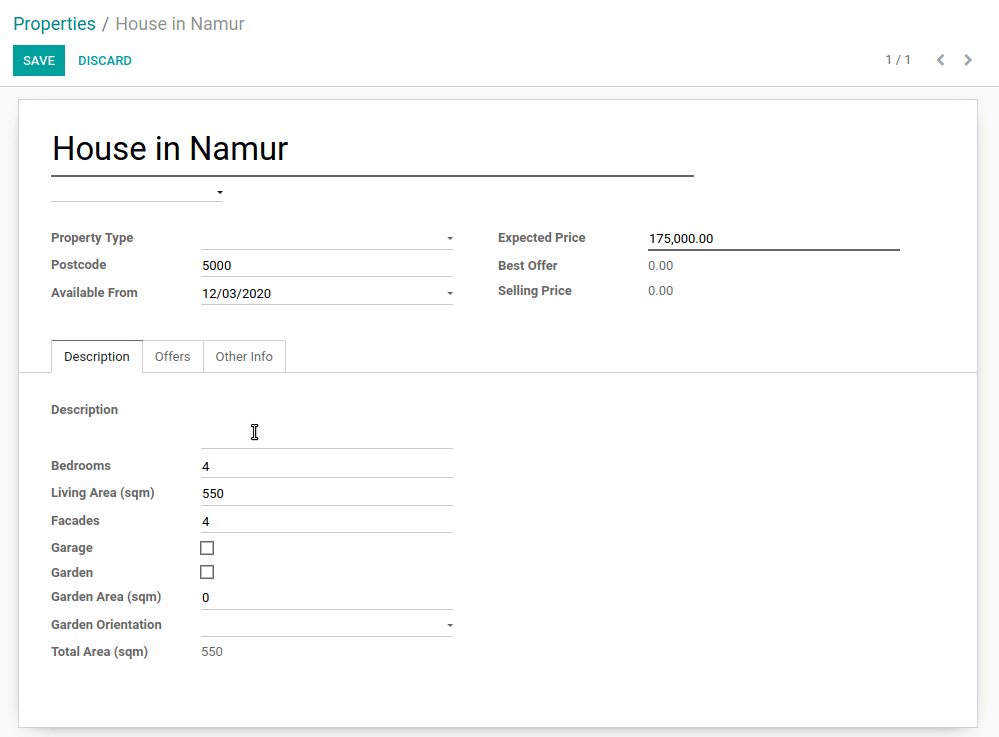 Properties / House in Namur
SAVE DISCARD 1 / 1
House in Namur
Property Type Expected Price 175,000.00
Postcode 5000 Best Offer 0.00
Available From 12/03/2020 Selling Price 0.00
Description Offers Other Info
Description
Bedrooms 4
Living Area (sqm) 550
Facades 4
Garage
Garden
Garden Area (sqm) 0
Garden Orientation
Total Area (sqm) 550